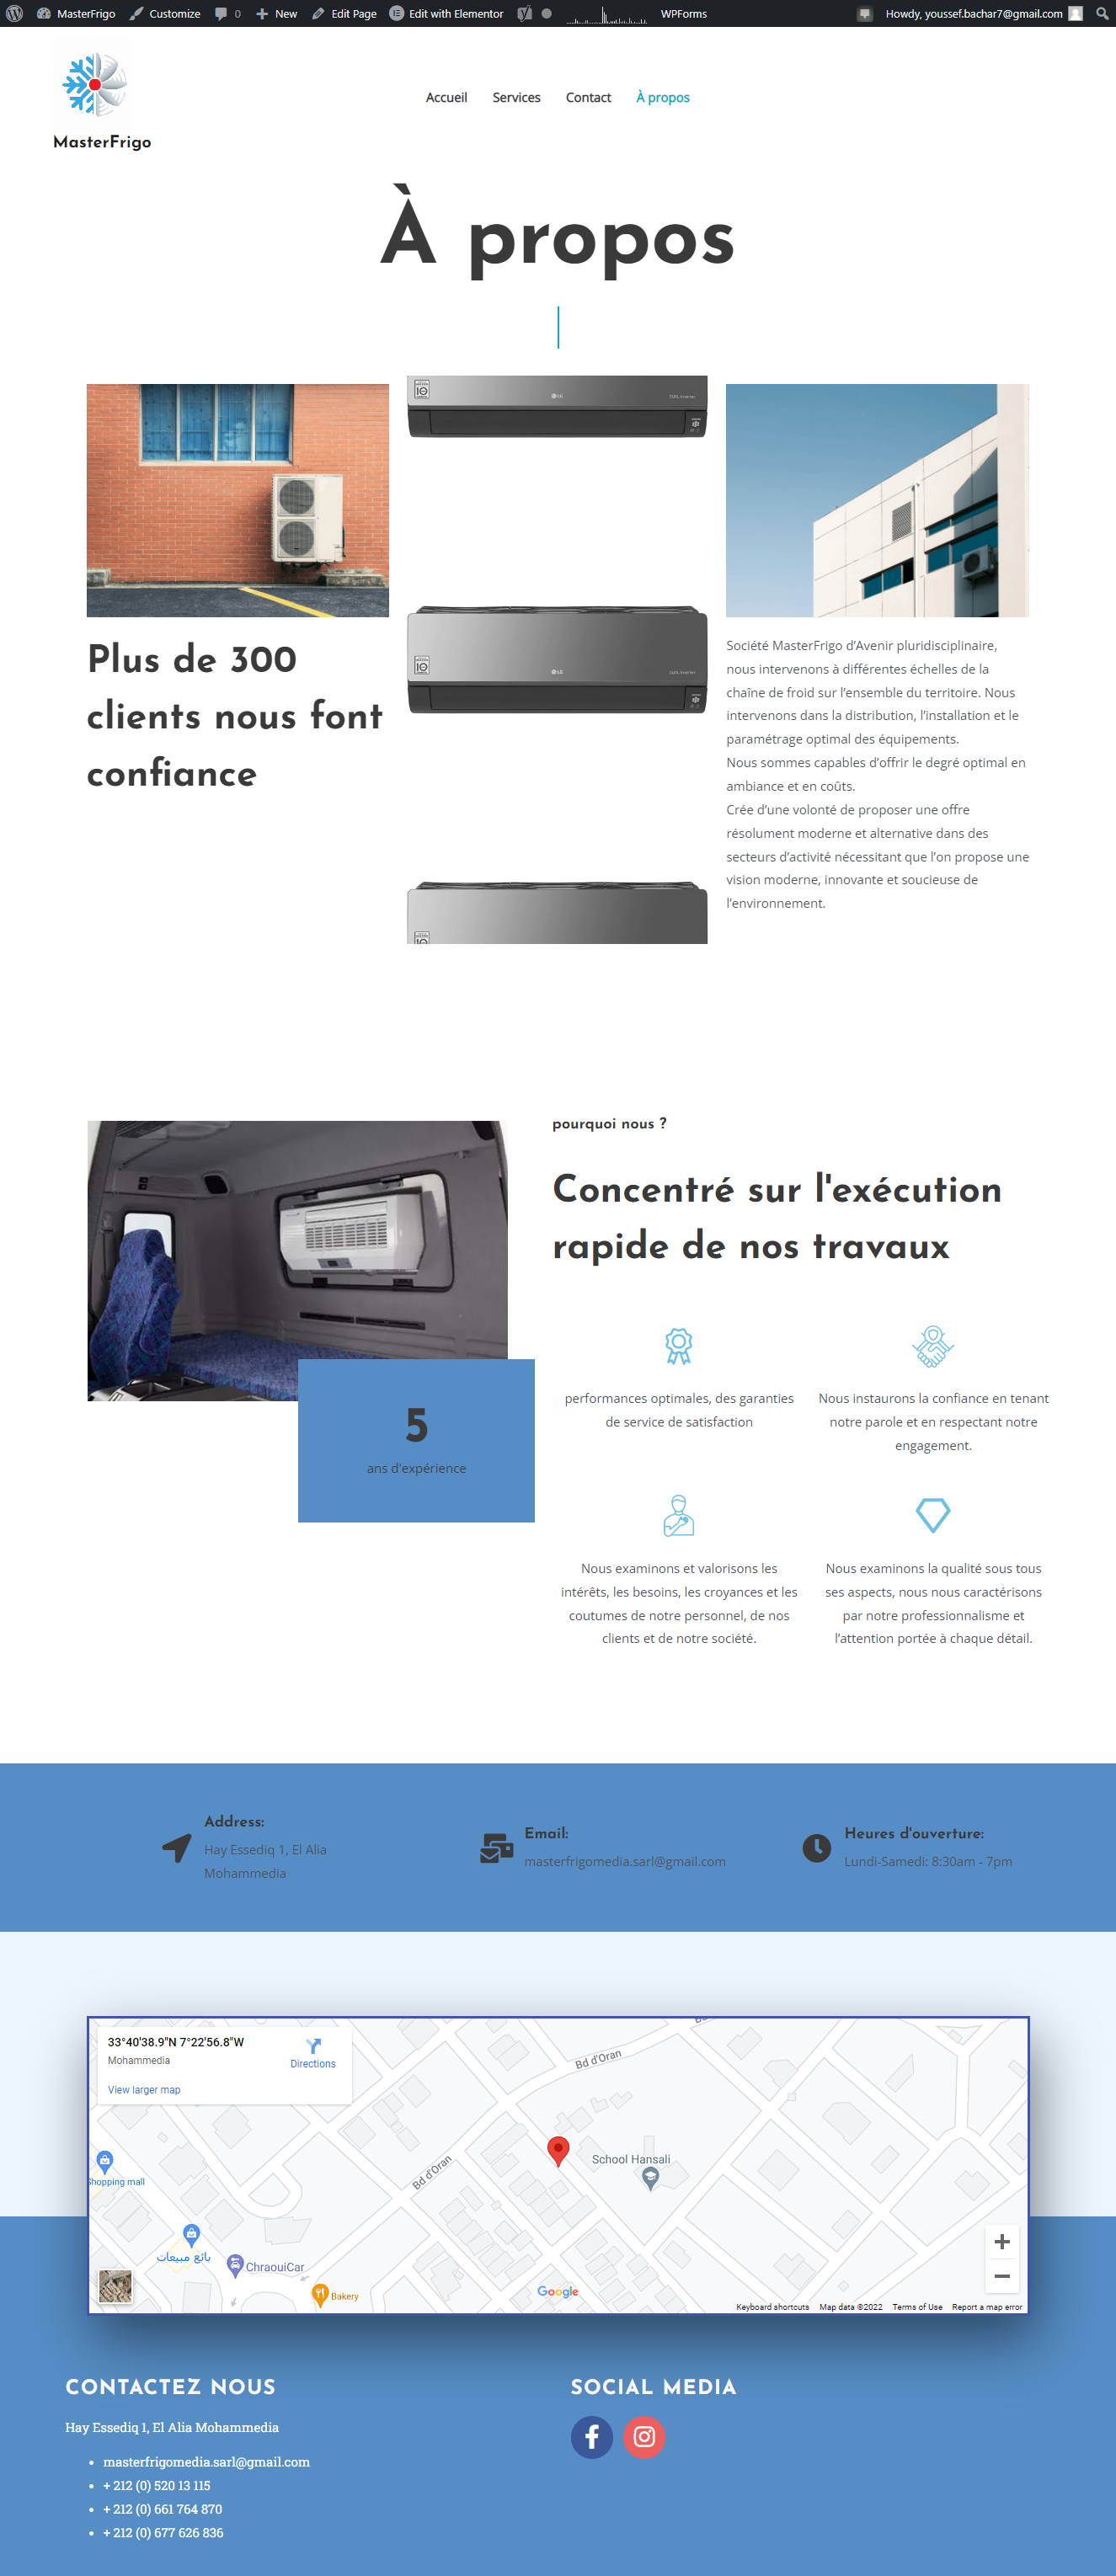 MasterFrigo
Customize
0
New
Edit Page
Edit with Elementor
WPForms
Howdy, youssef.bachar7@gmail.com
MasterFrigo
Accueil
Services
Contact
À propos
À propos
LG
LG
Plus de 300
clients nous font
confiance
Société MasterFrigo d’Avenir pluridisciplinaire,
nous intervenons à différentes échelles de la
chaîne de froid sur l’ensemble du territoire. Nous
intervenons dans la distribution, l’installation et le
paramétrage optimal des équipements.
Nous sommes capables d’offrir le degré optimal en
ambiance et en coûts.
Crée d’une volonté de proposer une offre
résolument moderne et alternative dans des
secteurs d’activité nécessitant que l’on propose une
vision moderne, innovante et soucieuse de
l’environnement.
pourquoi nous ?
Concentré sur l'exécution
rapide de nos travaux
performances optimales, des garanties
de service de satisfaction
Nous instaurons la confiance en tenant
notre parole et en respectant notre
engagement.
5
ans d'expérience
Nous examinons et valorisons les
intérêts, les besoins, les croyances et les
coutumes de notre personnel, de nos
clients et de notre société.
Nous examinons la qualité sous tous
ses aspects, nous nous caractérisons
par notre professionnalisme et
l’attention portée à chaque détail.
Address:
Hay Essediq 1, El Alia
Mohammedia
Email:
masterfrigomedia.sarl@gmail.com
Heures d'ouverture:
Lundi-Samedi: 8:30am - 7pm
33°40'38.9"N 7°22'56.8"W
Mohammedia
Directions
View larger map
Bd d'Oran
Bd d'Oran
School Hansali
Shopping mall
بائع مبيعات
ChraouiCar
Bakery
Google
Keyboard shortcuts
Map data ©2022
Terms of Use
Report a map error
CONTACTEZ NOUS
Hay Essediq 1, El Alia Mohammedia
masterfrigomedia.sarl@gmail.com
+ 212 (0) 520 13 115
+ 212 (0) 661 764 870
+ 212 (0) 677 626 836
SOCIAL MEDIA